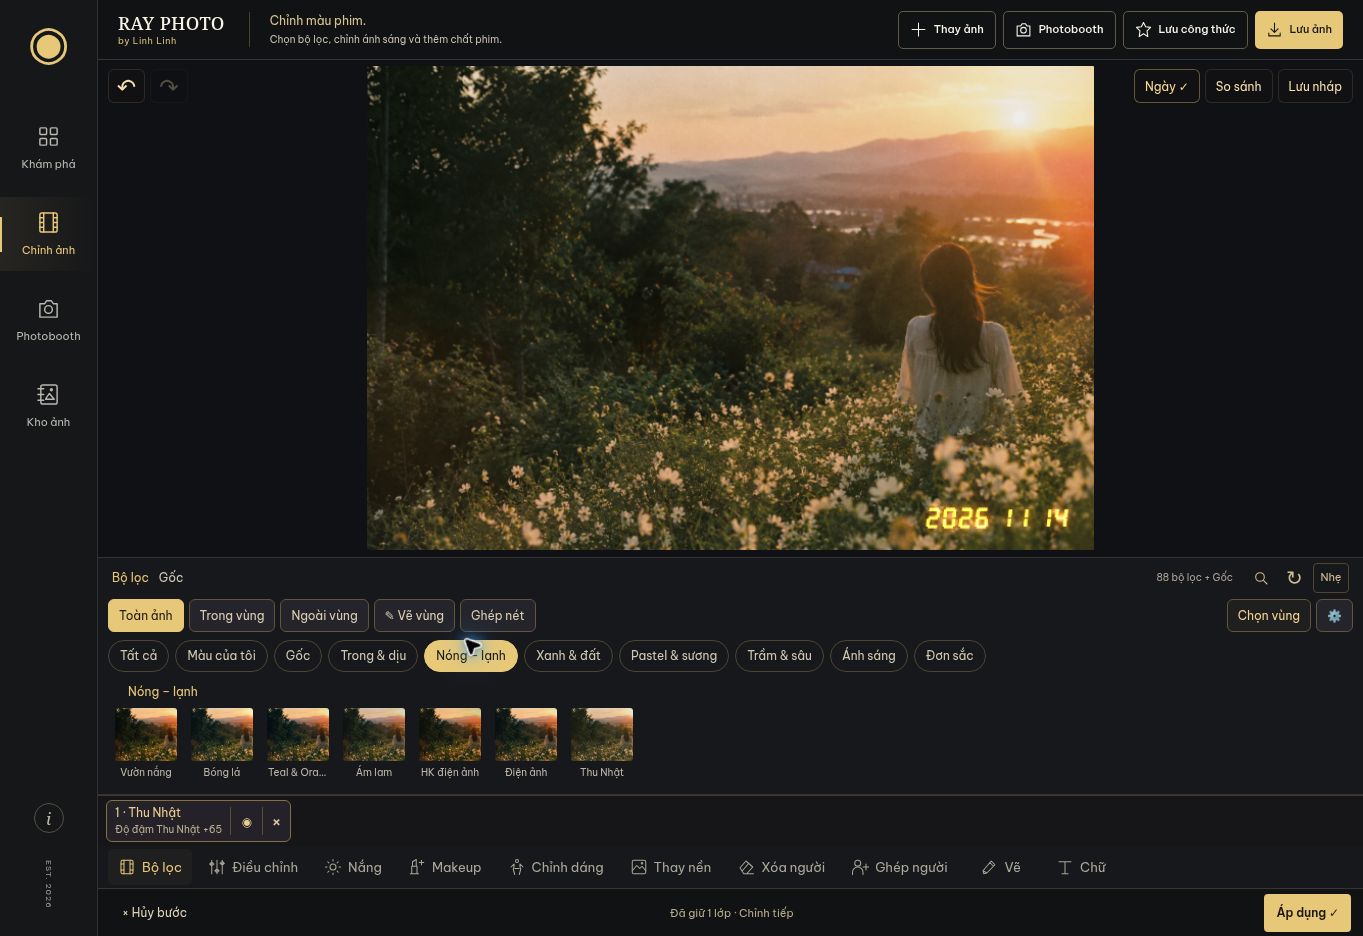 RAY PHOTO
by Linh Linh
Chỉnh màu phim.
Chọn bộ lọc, chỉnh ánh sáng và thêm chất phim.
Thay ảnh
Photobooth
Lưu công thức
Lưu ảnh
Ngày ✓
So sánh
Lưu nháp
Khám phá
Chỉnh ảnh
Photobooth
Kho ảnh
2026 11 14
Bộ lọc Gốc
88 bộ lọc + Gốc
Nhẹ
Toàn ảnh
Trong vùng
Ngoài vùng
✎ Vẽ vùng
Ghép nét
Chọn vùng
Tất cả
Màu của tôi
Gốc
Trong & dịu
Nóng – lạnh
Xanh & đất
Pastel & sương
Trầm & sâu
Ánh sáng
Đơn sắc
Nóng – lạnh
Vườn nắng
Bóng lá
Teal & Ora...
Ám lam
HK điện ảnh
Điện ảnh
Thu Nhật
1 · Thu Nhật
Độ đậm Thu Nhật +65
i
EST. 2026
Bộ lọc
Điều chỉnh
Nắng
Makeup
Chỉnh dáng
Thay nền
Xóa người
Ghép người
Vẽ
Chữ
× Hủy bước
Đã giữ 1 lớp · Chỉnh tiếp
Áp dụng ✓